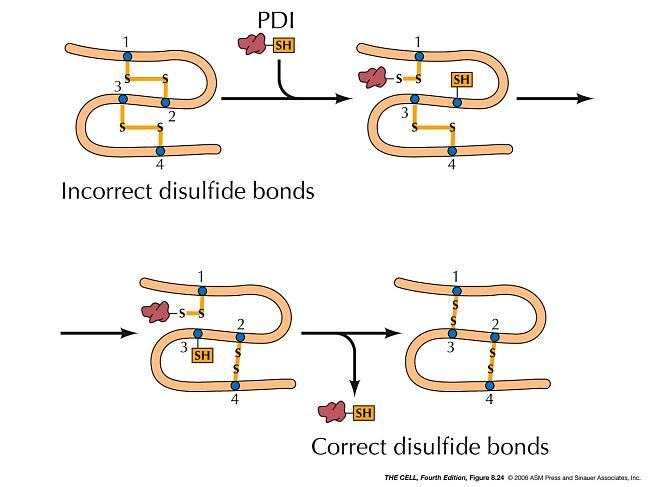 PDI
SH
1
S S
3
2
S S
4
Incorrect disulfide bonds
1
S S
SH
3
S S
4
1
S S
2
3
SH
S
S
4
SH
1
S
S
2
3
S
S
4
Correct disulfide bonds
THE CELL, Fourth Edition, Figure 8.24 © 2006 ASM Press and Sinauer Associates, Inc.